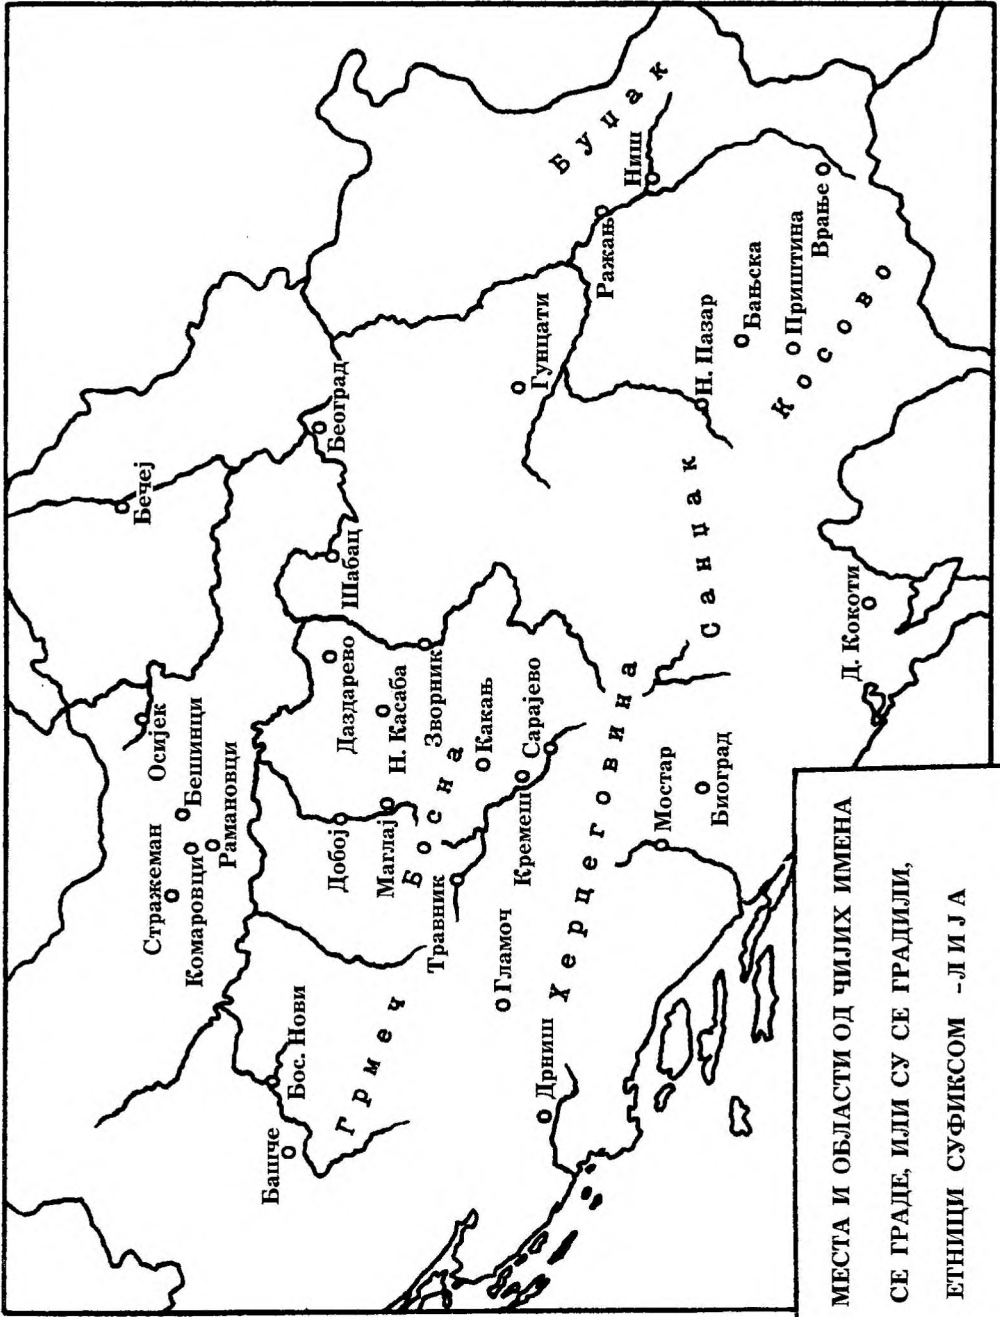 Бечеј
Осијек
Стражеман
Бешинци
Комаровци
Рамановци
Београд
Шабац
Даздарево
Н. Касаба
Зворник
Добој
Маглај
Босна
Какањ
Травник
Кремеш
Сарајево
Бос. Нови
Башче
Грмеч
Гламоч
Дрниш
Херцеговина
Мостар
Биоград
Гунцати
Буџак
Ражањ
Ниш
Санџак
Н. Пазар
Бањска
Приштина
Врање
Косово
Д. Кокоти
МЕСТА И ОБЛАСТИ ОД ЧИЈИХ ИМЕНА
СЕ ГРАДЕ, ИЛИ СУ СЕ ГРАДИЛИ,
ЕТНИЦИ СУФИКСОМ -ЛИЈА